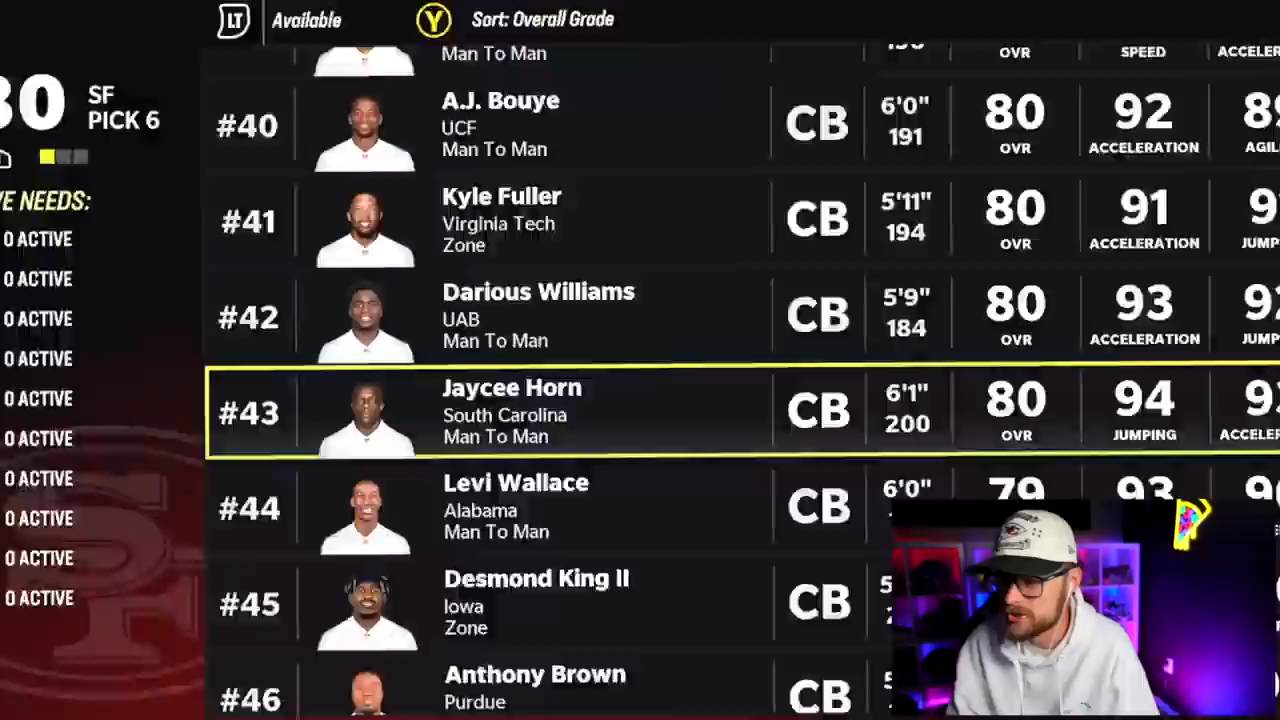 LT Available Y Sort: Overall Grade
Man To Man OVR SPEED
30 SF PICK 6
NEEDS:
0 ACTIVE
0 ACTIVE
0 ACTIVE
0 ACTIVE
0 ACTIVE
0 ACTIVE
0 ACTIVE
0 ACTIVE
0 ACTIVE
0 ACTIVE
#40 A.J. Bouye CB 6'0" 80 92
UCF 191 OVR ACCELERATION
Man To Man
#41 Kyle Fuller CB 5'11" 80 91
Virginia Tech 194 OVR ACCELERATION
Zone
#42 Darious Williams CB 5'9" 80 93
UAB 184 OVR ACCELERATION
Man To Man
#43 Jaycee Horn CB 6'1" 80 94
South Carolina 200 OVR JUMPING
Man To Man
#44 Levi Wallace CB 6'0" 79 93
Alabama
Man To Man
#45 Desmond King II CB
Iowa
Zone
#46 Anthony Brown CB
Purdue